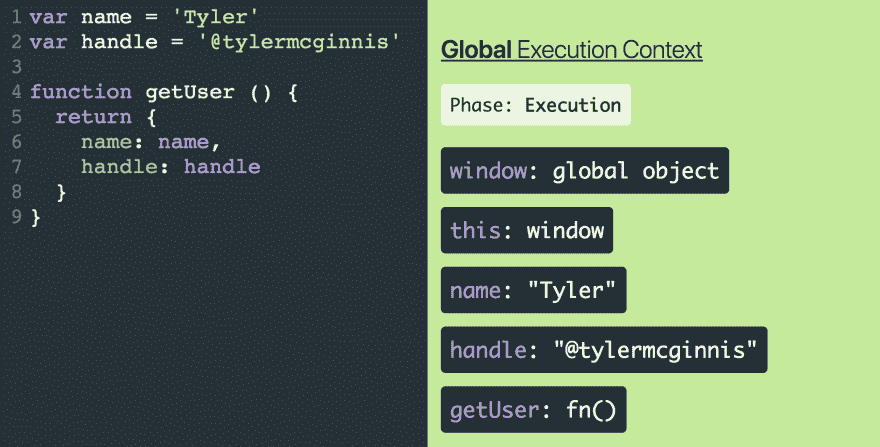 1 var name = 'Tyler'
2 var handle = '@tylermcginnis'
3
4 function getUser () {
5   return {
6     name: name,
7     handle: handle
8   }
9 }
Global Execution Context
Phase: Execution
window: global object
this: window
name: "Tyler"
handle: "@tylermcginnis"
getUser: fn()